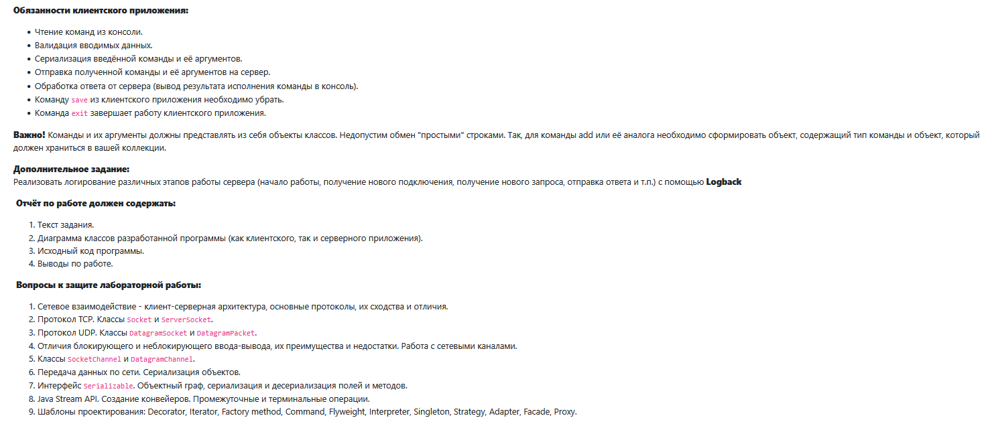 Обязанности клиентского приложения:
• Чтение команд из консоли.
• Валидация вводимых данных.
• Сериализация введённой команды и её аргументов.
• Отправка полученной команды и её аргументов на сервер.
• Обработка ответа от сервера (вывод результата исполнения команды в консоль).
• Команду save из клиентского приложения необходимо убрать.
• Команда exit завершает работу клиентского приложения.
Важно! Команды и их аргументы должны представлять из себя объекты классов. Недопустим обмен "простыми" строками. Так, для команды add или её аналога необходимо сформировать объект, содержащий тип команды и объект, который
должен храниться в вашей коллекции.
Дополнительное задание:
Реализовать логирование различных этапов работы сервера (начало работы, получение нового подключения, получение нового запроса, отправка ответа и т.п.) с помощью Logback
Отчёт по работе должен содержать:
1. Текст задания.
2. Диаграмма классов разработанной программы (как клиентского, так и серверного приложения).
3. Исходный код программы.
4. Выводы по работе.
Вопросы к защите лабораторной работы:
1. Сетевое взаимодействие - клиент-серверная архитектура, основные протоколы, их сходства и отличия.
2. Протокол TCP. Классы Socket и ServerSocket.
3. Протокол UDP. Классы DatagramSocket и DatagramPacket.
4. Отличия блокирующего и неблокирующего ввода-вывода, их преимущества и недостатки. Работа с сетевыми каналами.
5. Классы SocketChannel и DatagramChannel.
6. Передача данных по сети. Сериализация объектов.
7. Интерфейс Serializable. Объектный граф, сериализация и десериализация полей и методов.
8. Java Stream API. Создание конвейеров. Промежуточные и терминальные операции.
9. Шаблоны проектирования: Decorator, Iterator, Factory method, Command, Flyweight, Interpreter, Singleton, Strategy, Adapter, Facade, Proxy.